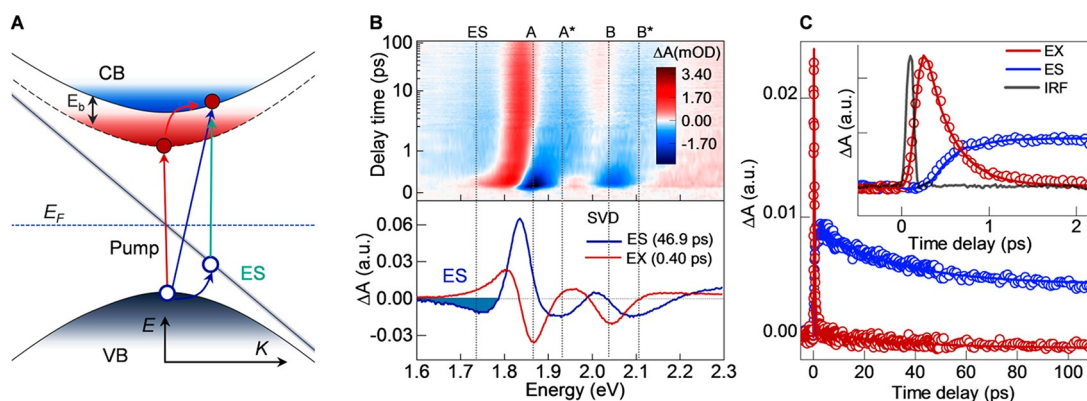 A
CB
E_b
E_F
Pump
ES
E
K
VB
B
ES A A* B B*
ΔA(mOD)
3.40
1.70
0.00
-1.70
100
10
1
0
Delay time (ps)
SVD
ES (46.9 ps)
EX (0.40 ps)
ES
0.06
0.03
0.00
-0.03
ΔA (a.u.)
1.6 1.7 1.8 1.9 2.0 2.1 2.2 2.3
Energy (eV)
C
EX
ES
IRF
ΔA (a.u.)
0 1 2
Time delay (ps)
0.02
0.01
0.00
ΔA (a.u.)
0 20 40 60 80 100
Time delay (ps)